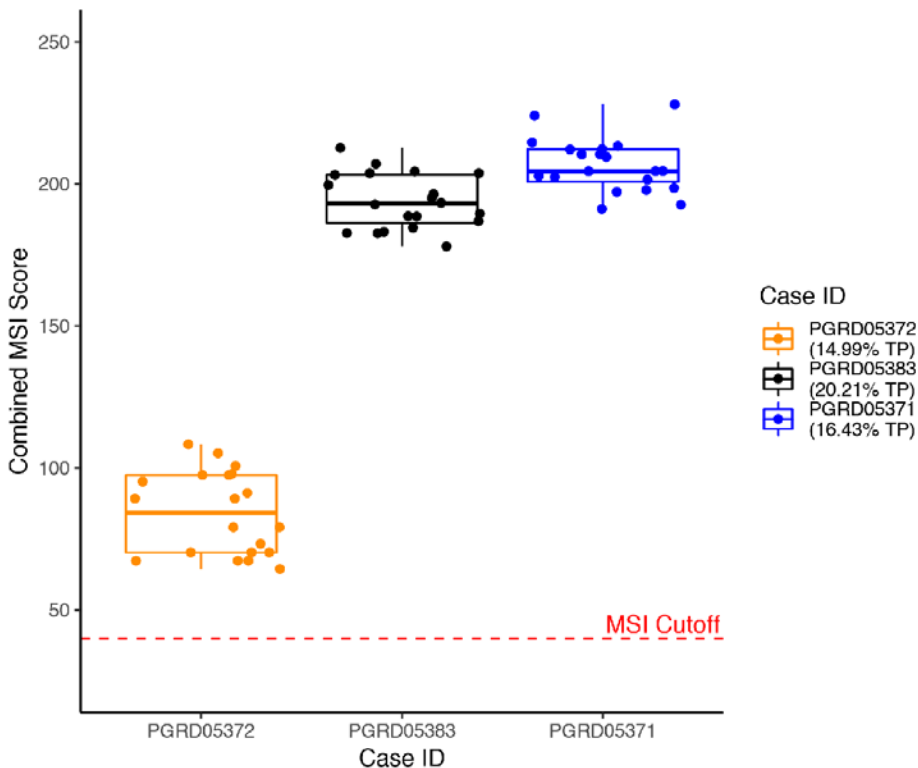 250
200
150
100
50
Combined MSI Score
MSI Cutoff
PGRD05372
PGRD05383
PGRD05371
Case ID
Case ID
PGRD05372
(14.99% TP)
PGRD05383
(20.21% TP)
PGRD05371
(16.43% TP)